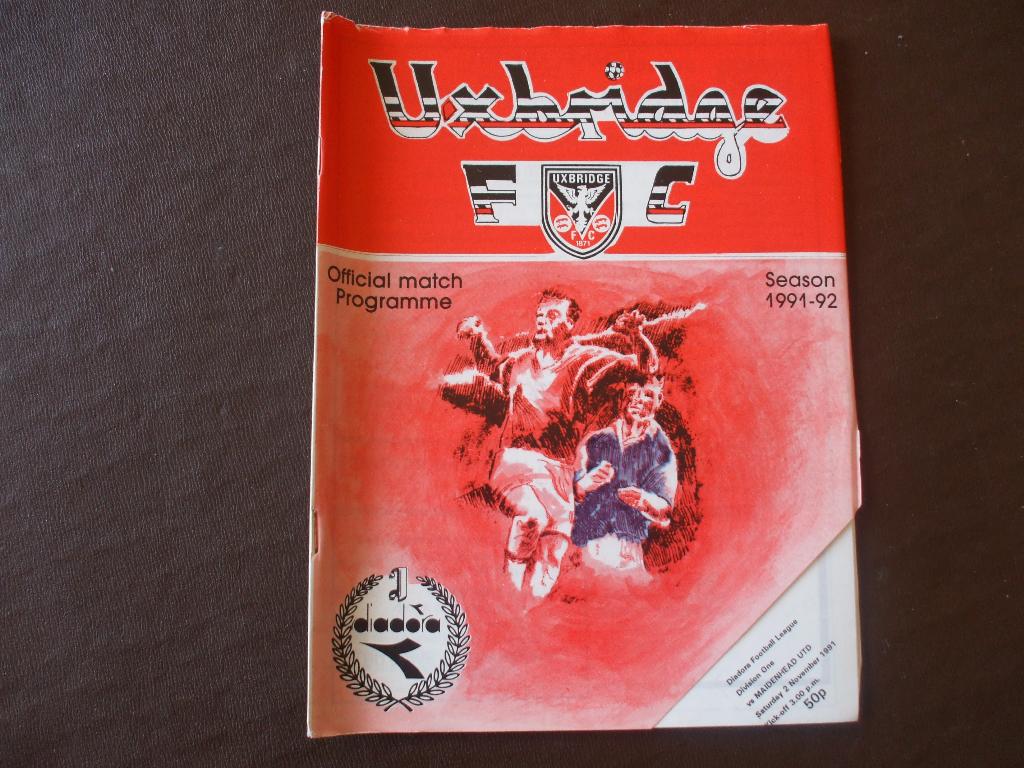 Uxbridge
F C
UXBRIDGE
F C
1871
Official match
Programme
Season
1991-92
diadora
Diadora Football League
Division One
vs MAIDENHEAD UTD
Saturday 2 November 1991
Kick-off 3.00 p.m.
50p